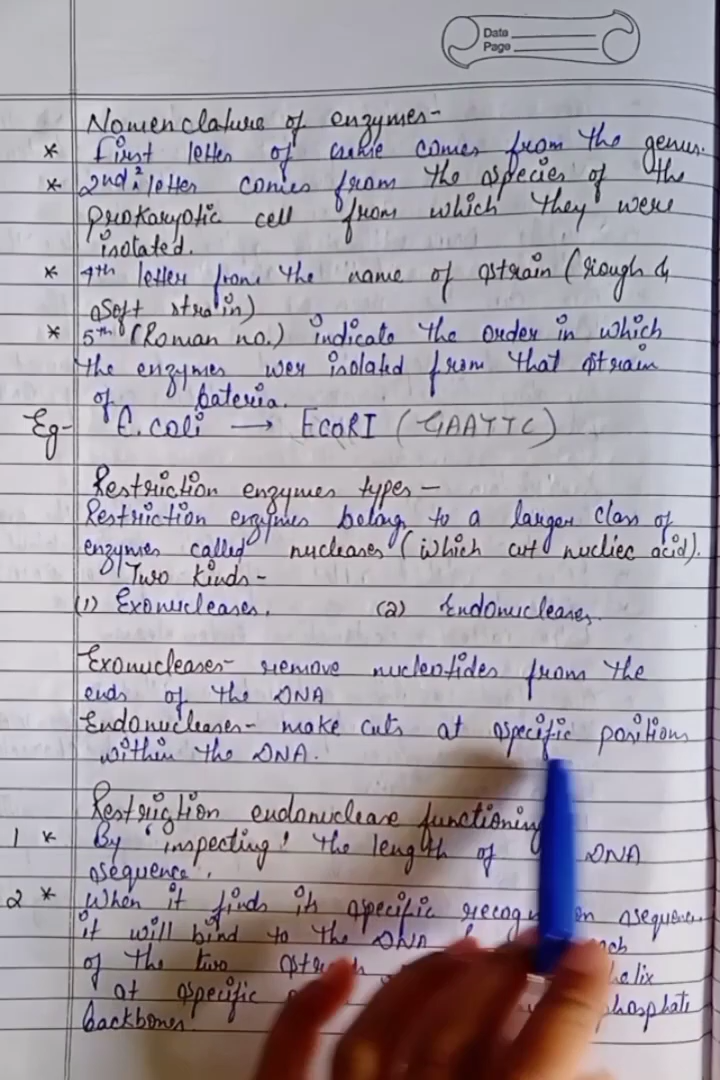 Date
Page
Nomenclature of enzymes-
* First letter of comes from the genus.
* 2nd letter comes from the species of the
prokaryotic cell from which they were
isolated.
* 4th letter from the name of strain (rough &
soft strain)
* 5th (Roman no.) indicate the order in which
the enzymes wer isolated from that strain
of bateria.
Eg- E. coli → EcoRI (GAATTC)
Restriction enzymes types -
Restriction enzymes belong to a larger class of
enzymes called nucleases (which cut nucliec acid).
Two kinds-
(1) Exonucleases. (2) Endonucleases.
Exonucleases- remove nucleotides from the
ends of the DNA
Endonucleases- make cuts at specific positions
within the DNA.
Restriction endonuclease functioning
1 * By 'inspecting' the length of DNA
sequence.
2 * When it finds its specific sequence
it will bind to the DNA
of the two
at specific phosphate
backbones.